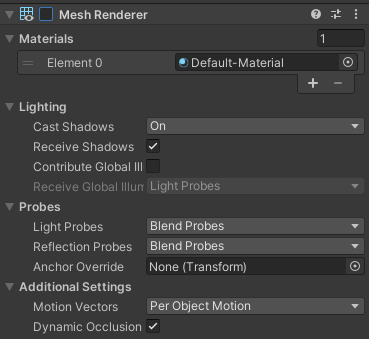 Mesh Renderer
Materials 1
Element 0 Default-Material
Lighting
Cast Shadows On
Receive Shadows
Contribute Global Ill
Receive Global Illum Light Probes
Probes
Light Probes Blend Probes
Reflection Probes Blend Probes
Anchor Override None (Transform)
Additional Settings
Motion Vectors Per Object Motion
Dynamic Occlusion